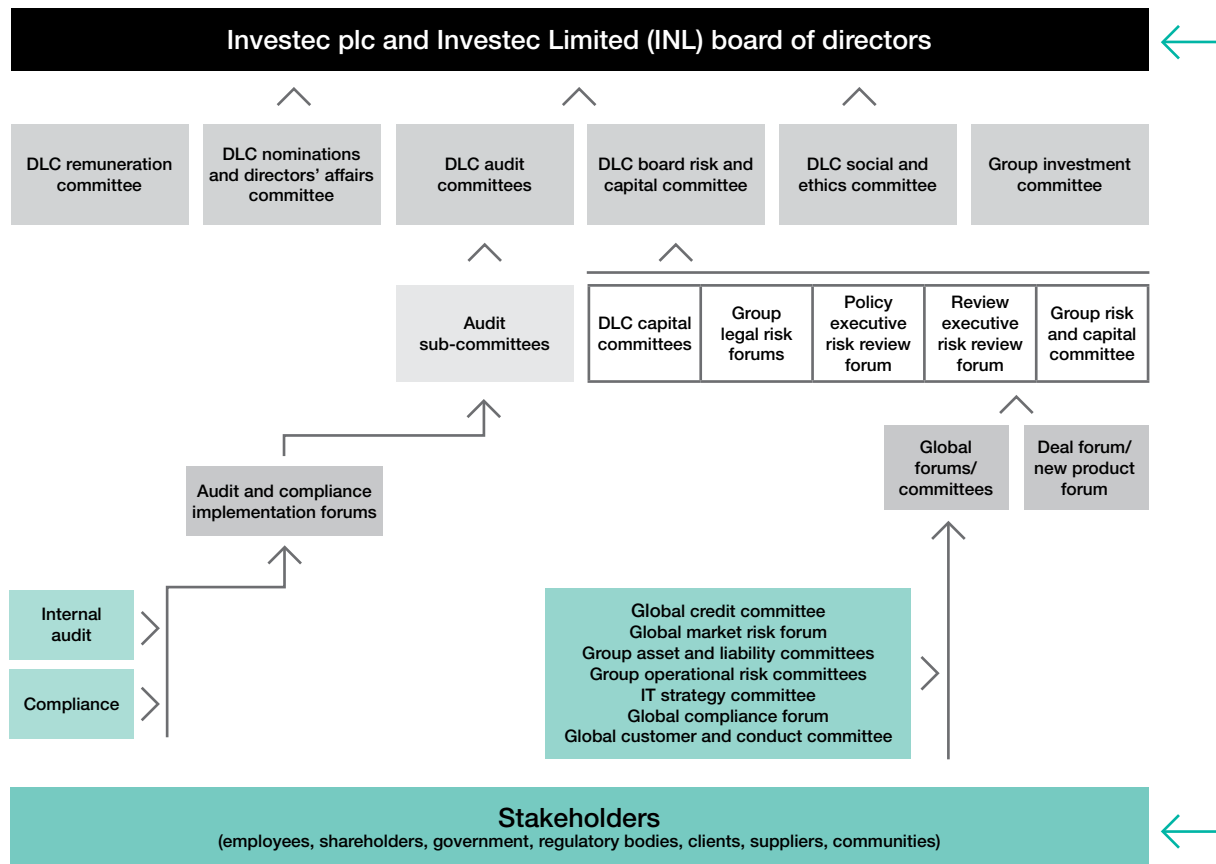 Investec plc and Investec Limited (INL) board of directors
DLC remuneration
committee
DLC nominations
and directors' affairs
committee
DLC audit
committees
DLC board risk and
capital committee
DLC social and
ethics committee
Group investment
committee
Audit
sub-committees
DLC capital
committees
Group
legal risk
forums
Policy
executive
risk review
forum
Review
executive
risk review
forum
Group risk
and capital
committee
Global
forums/
committees
Deal forum/
new product
forum
Audit and compliance
implementation forums
Internal
audit
Compliance
Global credit committee
Global market risk forum
Group asset and liability committees
Group operational risk committees
IT strategy committee
Global compliance forum
Global customer and conduct committee
Stakeholders
(employees, shareholders, government, regulatory bodies, clients, suppliers, communities)